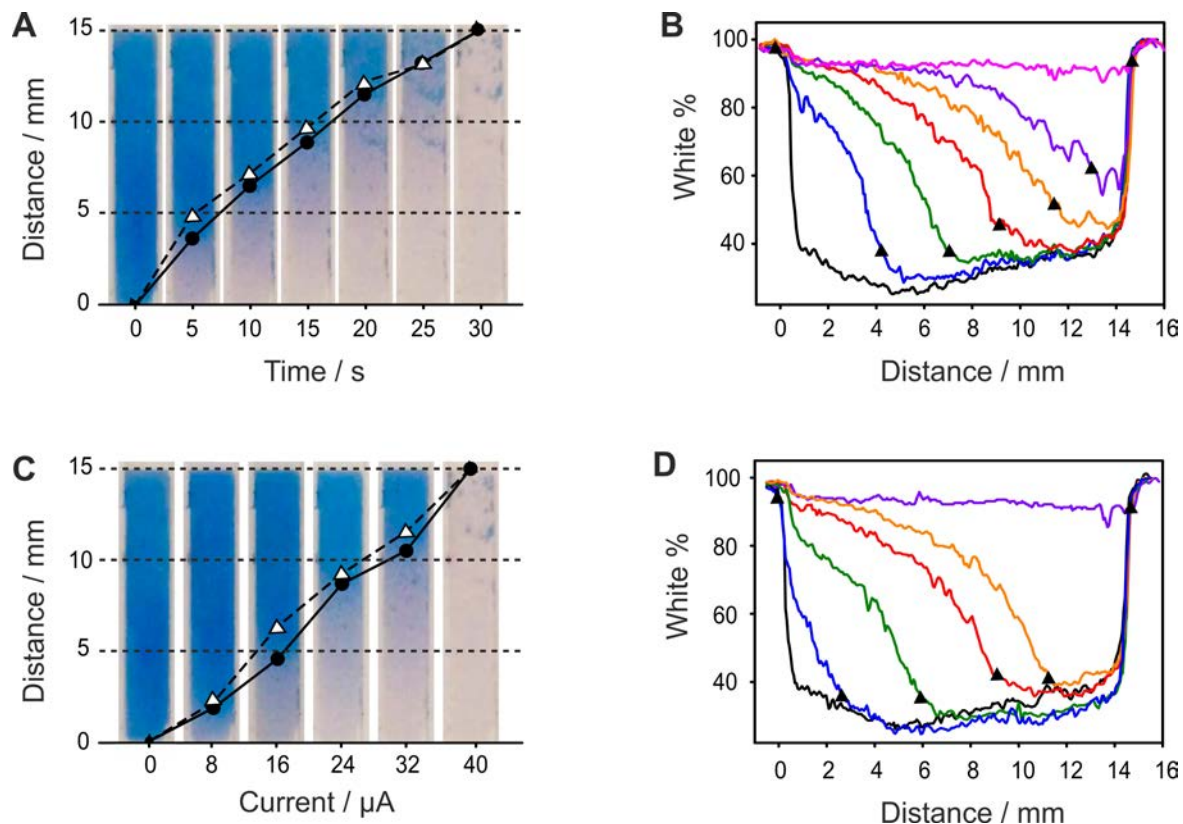 A
Distance / mm
15
10
5
0
0 5 10 15 20 25 30
Time / s
B
White %
100
80
60
40
0 2 4 6 8 10 12 14 16
Distance / mm
C
Distance / mm
15
10
5
0
0 8 16 24 32 40
Current / µA
D
White %
100
80
60
40
0 2 4 6 8 10 12 14 16
Distance / mm